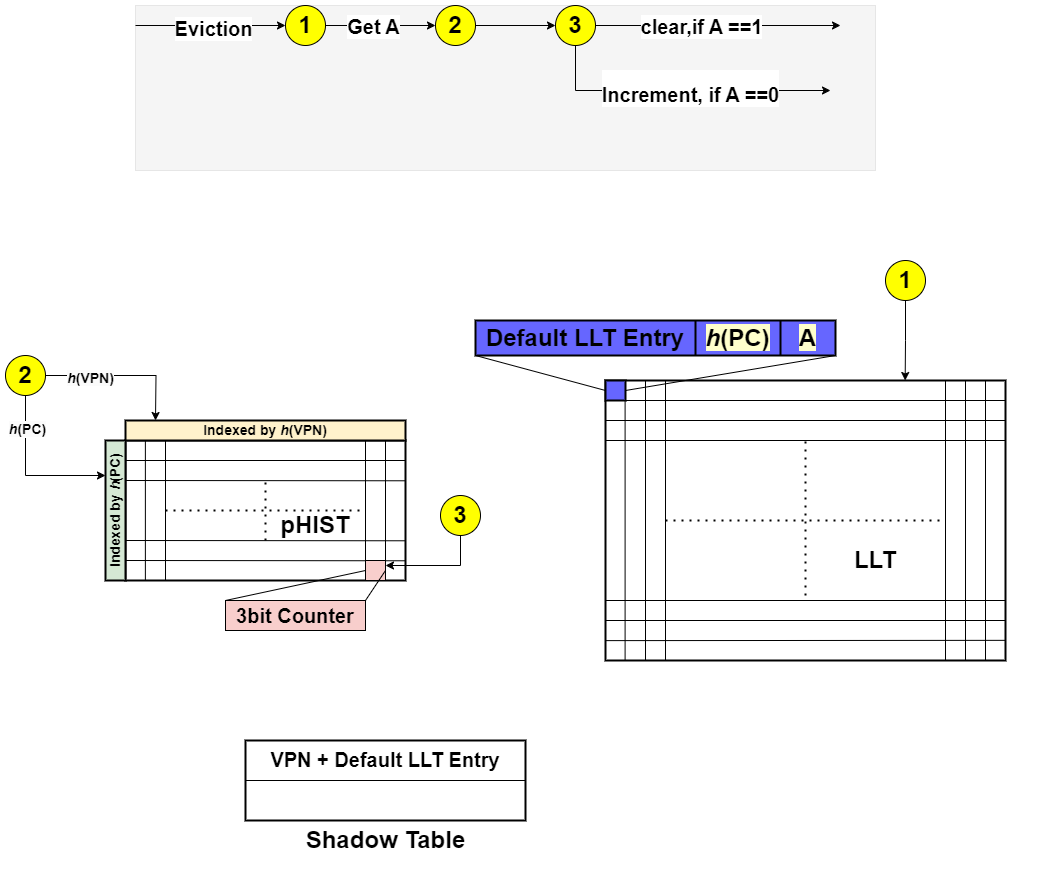 Eviction 1 Get A 2 3 clear,if A ==1
Increment, if A ==0
1
Default LLT Entry h(PC) A
2 h(VPN)
h(PC)
Indexed by h(VPN)
Indexed by h(PC)
pHIST
3
LLT
3bit Counter
VPN + Default LLT Entry
Shadow Table